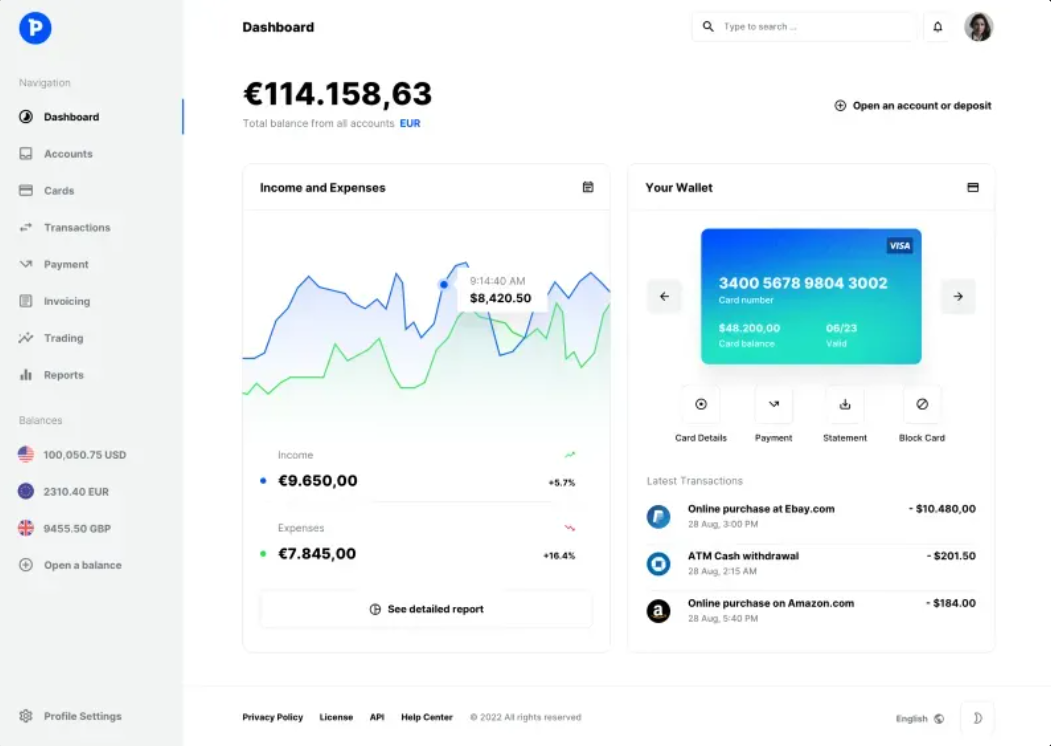 P
Navigation
Dashboard
Accounts
Cards
Transactions
Payment
Invoicing
Trading
Reports
Balances
100,050.75 USD
2310.40 EUR
9455.50 GBP
Open a balance
Profile Settings
Dashboard
Type to search ...
€114.158,63
Total balance from all accounts EUR
Open an account or deposit
Income and Expenses
9:14:40 AM
$8,420.50
Income
€9.650,00
+5.7%
Expenses
€7.845,00
+16.4%
See detailed report
Your Wallet
VISA
3400 5678 9804 3002
Card number
$48.200,00 06/23
Card balance Valid
Card Details Payment Statement Block Card
Latest Transactions
Online purchase at Ebay.com - $10.480,00
28 Aug, 3:00 PM
ATM Cash withdrawal - $201.50
28 Aug, 2:15 AM
a
Online purchase on Amazon.com - $184.00
28 Aug, 5:40 PM
Privacy Policy License API Help Center © 2022 All rights reserved
English